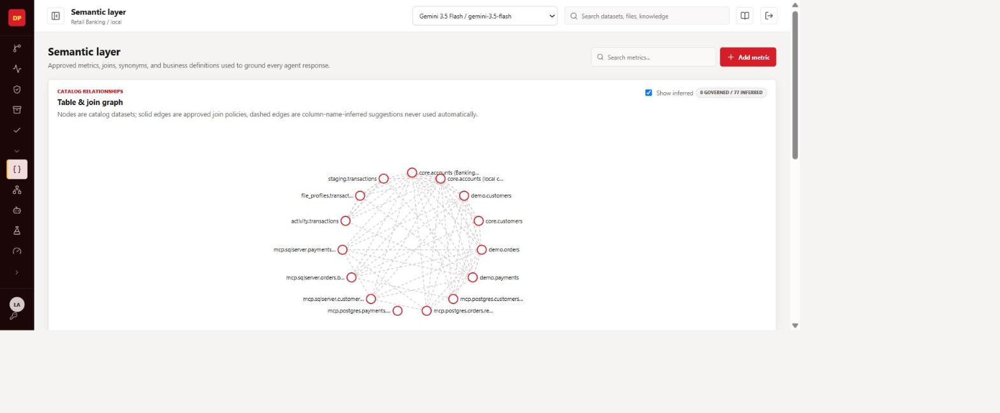 DP
Semantic layer
Retail Banking / local
Gemini 3.5 Flash / gemini-3.5-flash
Search datasets, files, knowledge
Semantic layer
Approved metrics, joins, synonyms, and business definitions used to ground every agent response.
Search metrics...
Add metric
CATALOG RELATIONSHIPS
Show inferred
0 GOVERNED / 77 INFERRED
Table & join graph
Nodes are catalog datasets; solid edges are approved join policies, dashed edges are column-name-inferred suggestions never used automatically.
core.accounts (Banking...
staging.transactions
core.accounts (local c...
file_profiles.transact...
demo.customers
activity.transactions
core.customers
mcp.sqlserver.payments...
demo.orders
mcp.sqlserver.orders.b...
demo.payments
mcp.sqlserver.customer...
mcp.postgres.customers...
mcp.postgres.payments....
mcp.postgres.orders.re...
LA